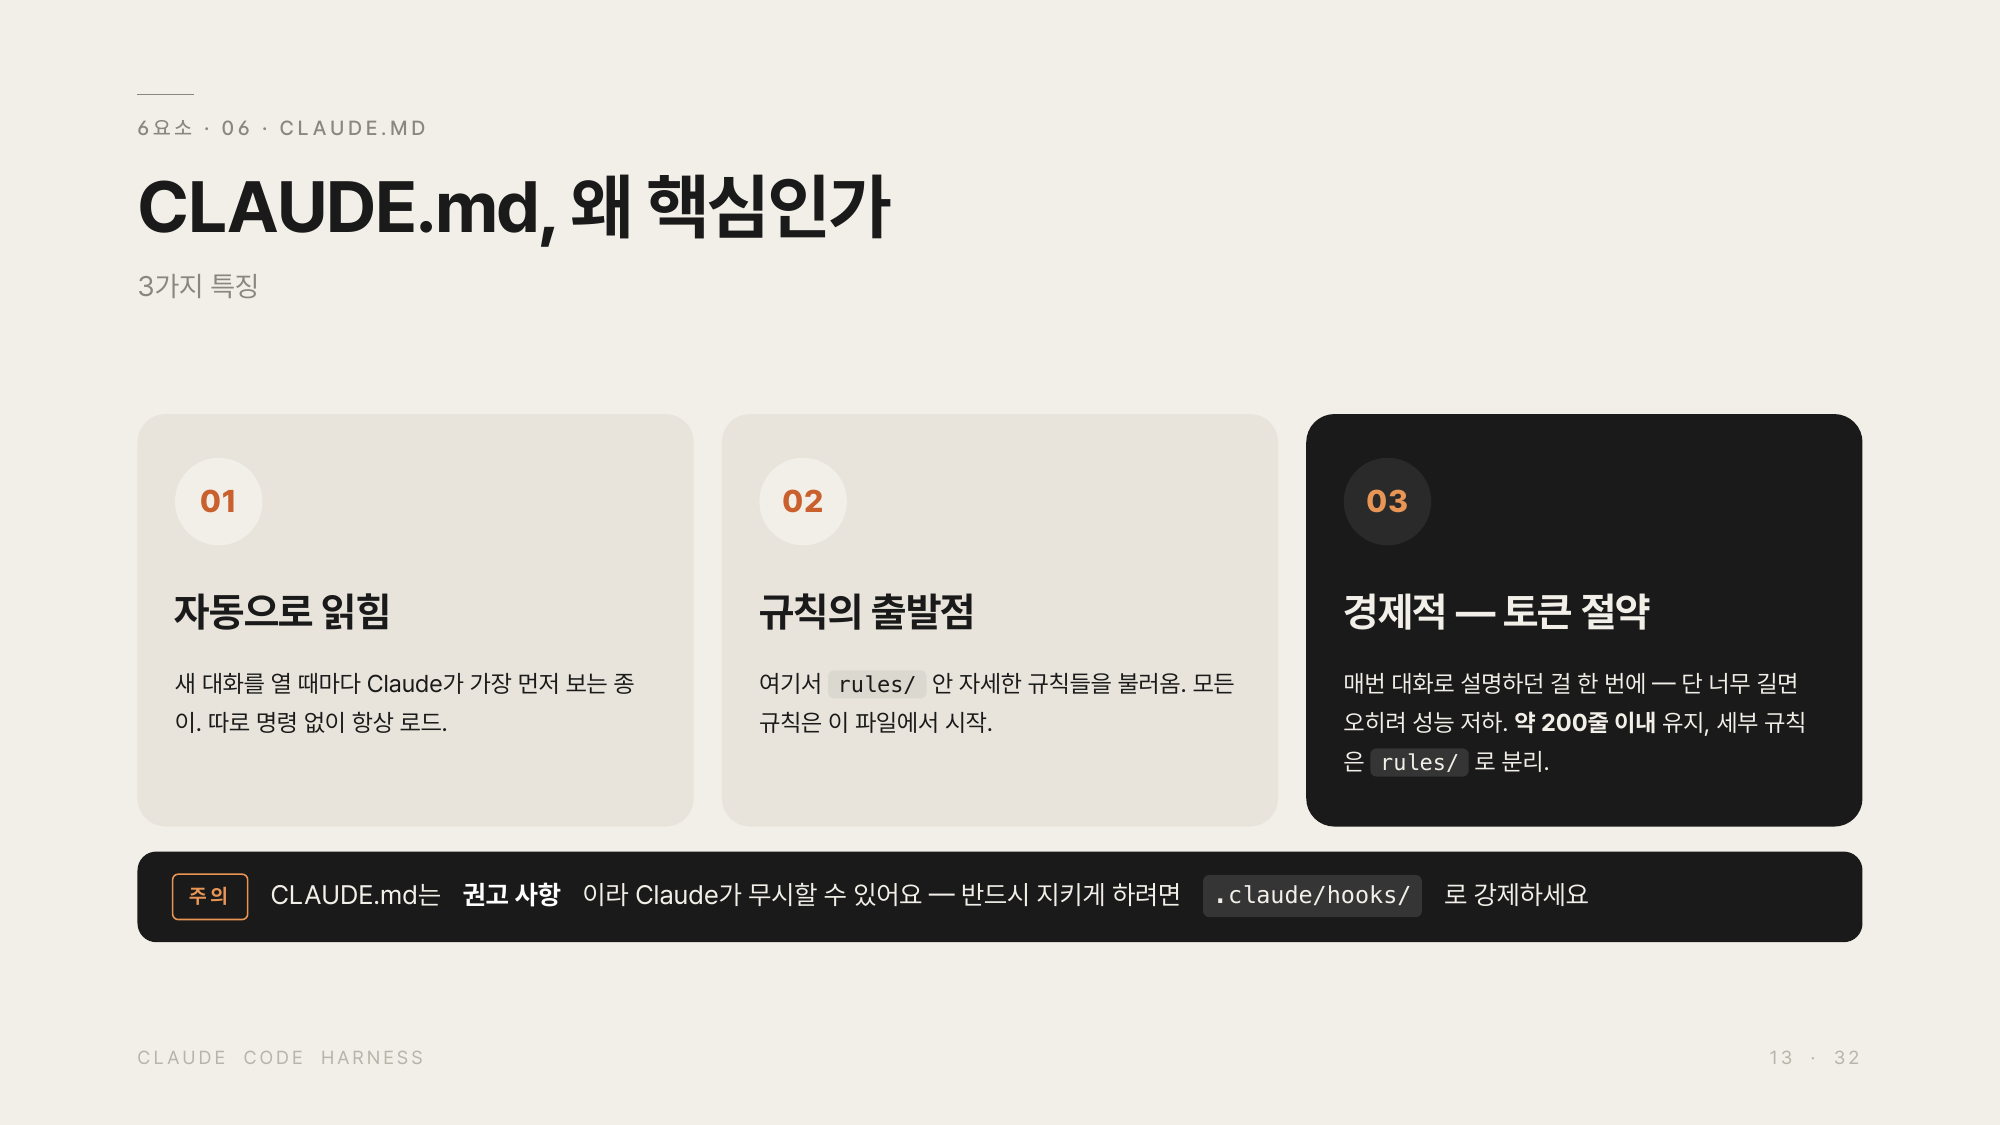 6요소 · 06 · CLAUDE.MD
CLAUDE.md, 왜 핵심인가
3가지 특징
01
자동으로 읽힘
새 대화를 열 때마다 Claude가 가장 먼저 보는 종
이. 따로 명령 없이 항상 로드.
02
규칙의 출발점
여기서 rules/ 안 자세한 규칙들을 불러옴. 모든
규칙은 이 파일에서 시작.
03
경제적 — 토큰 절약
매번 대화로 설명하던 걸 한 번에 — 단 너무 길면
오히려 성능 저하. 약 200줄 이내 유지, 세부 규칙
은 rules/ 로 분리.
주의 CLAUDE.md는 권고 사항 이라 Claude가 무시할 수 있어요 — 반드시 지키게 하려면 .claude/hooks/ 로 강제하세요
CLAUDE CODE HARNESS
13 · 32